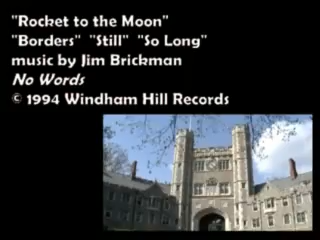 "Rocket to the Moon"
"Borders" "Still" "So Long"
music by Jim Brickman
No Words
© 1994 Windham Hill Records